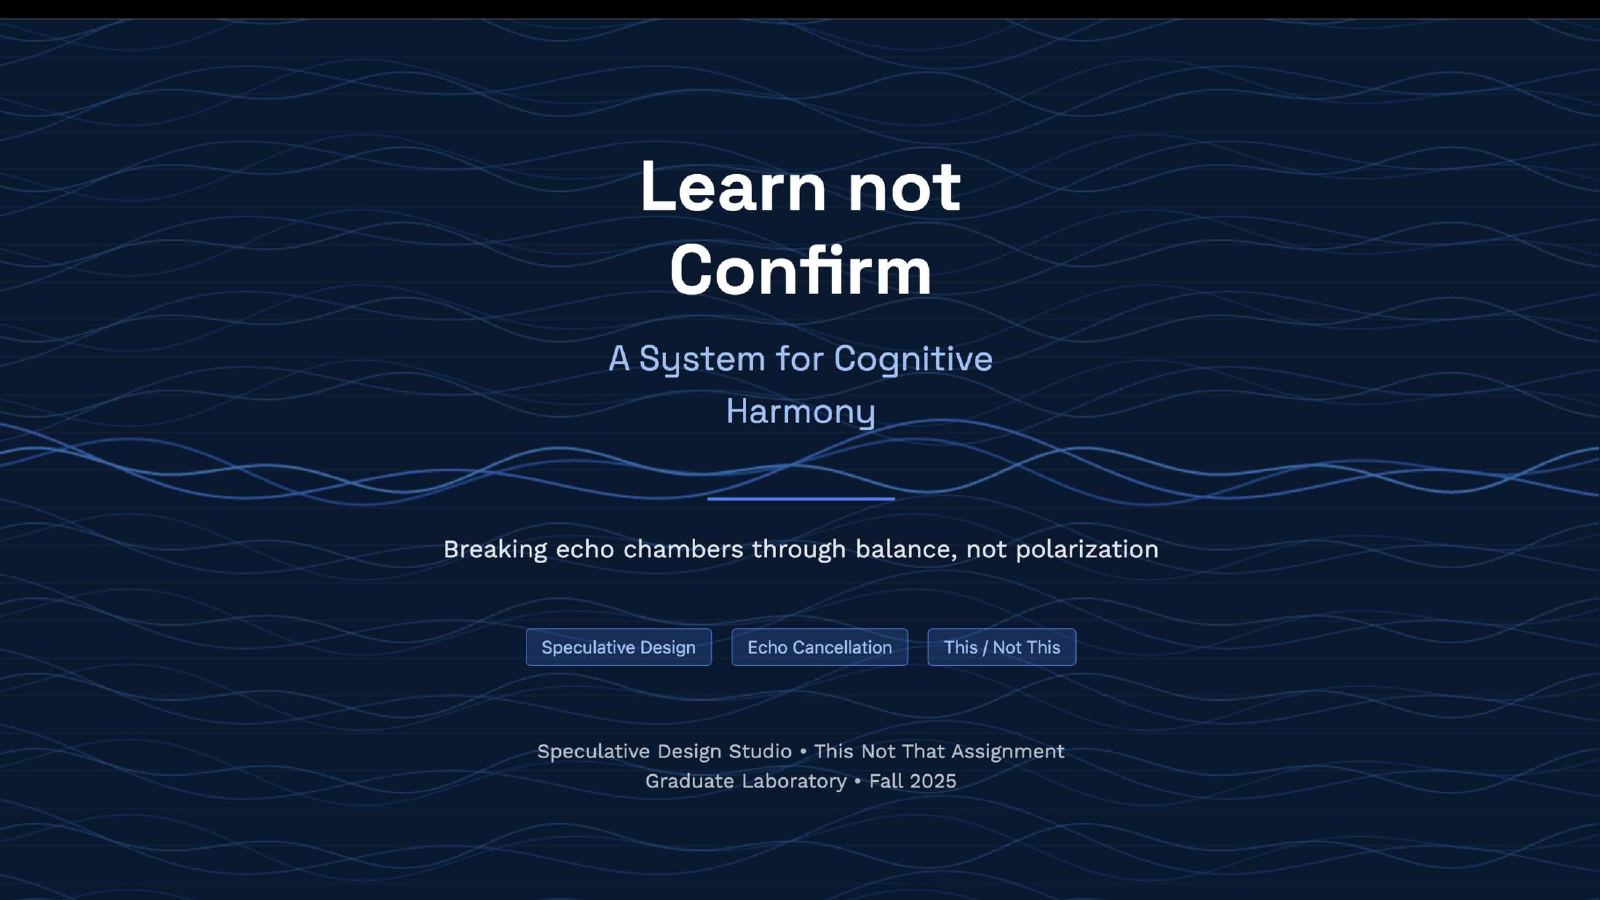 Learn not
Confirm
A System for Cognitive
Harmony
Breaking echo chambers through balance, not polarization
Speculative Design
Echo Cancellation
This / Not This
Speculative Design Studio • This Not That Assignment
Graduate Laboratory • Fall 2025